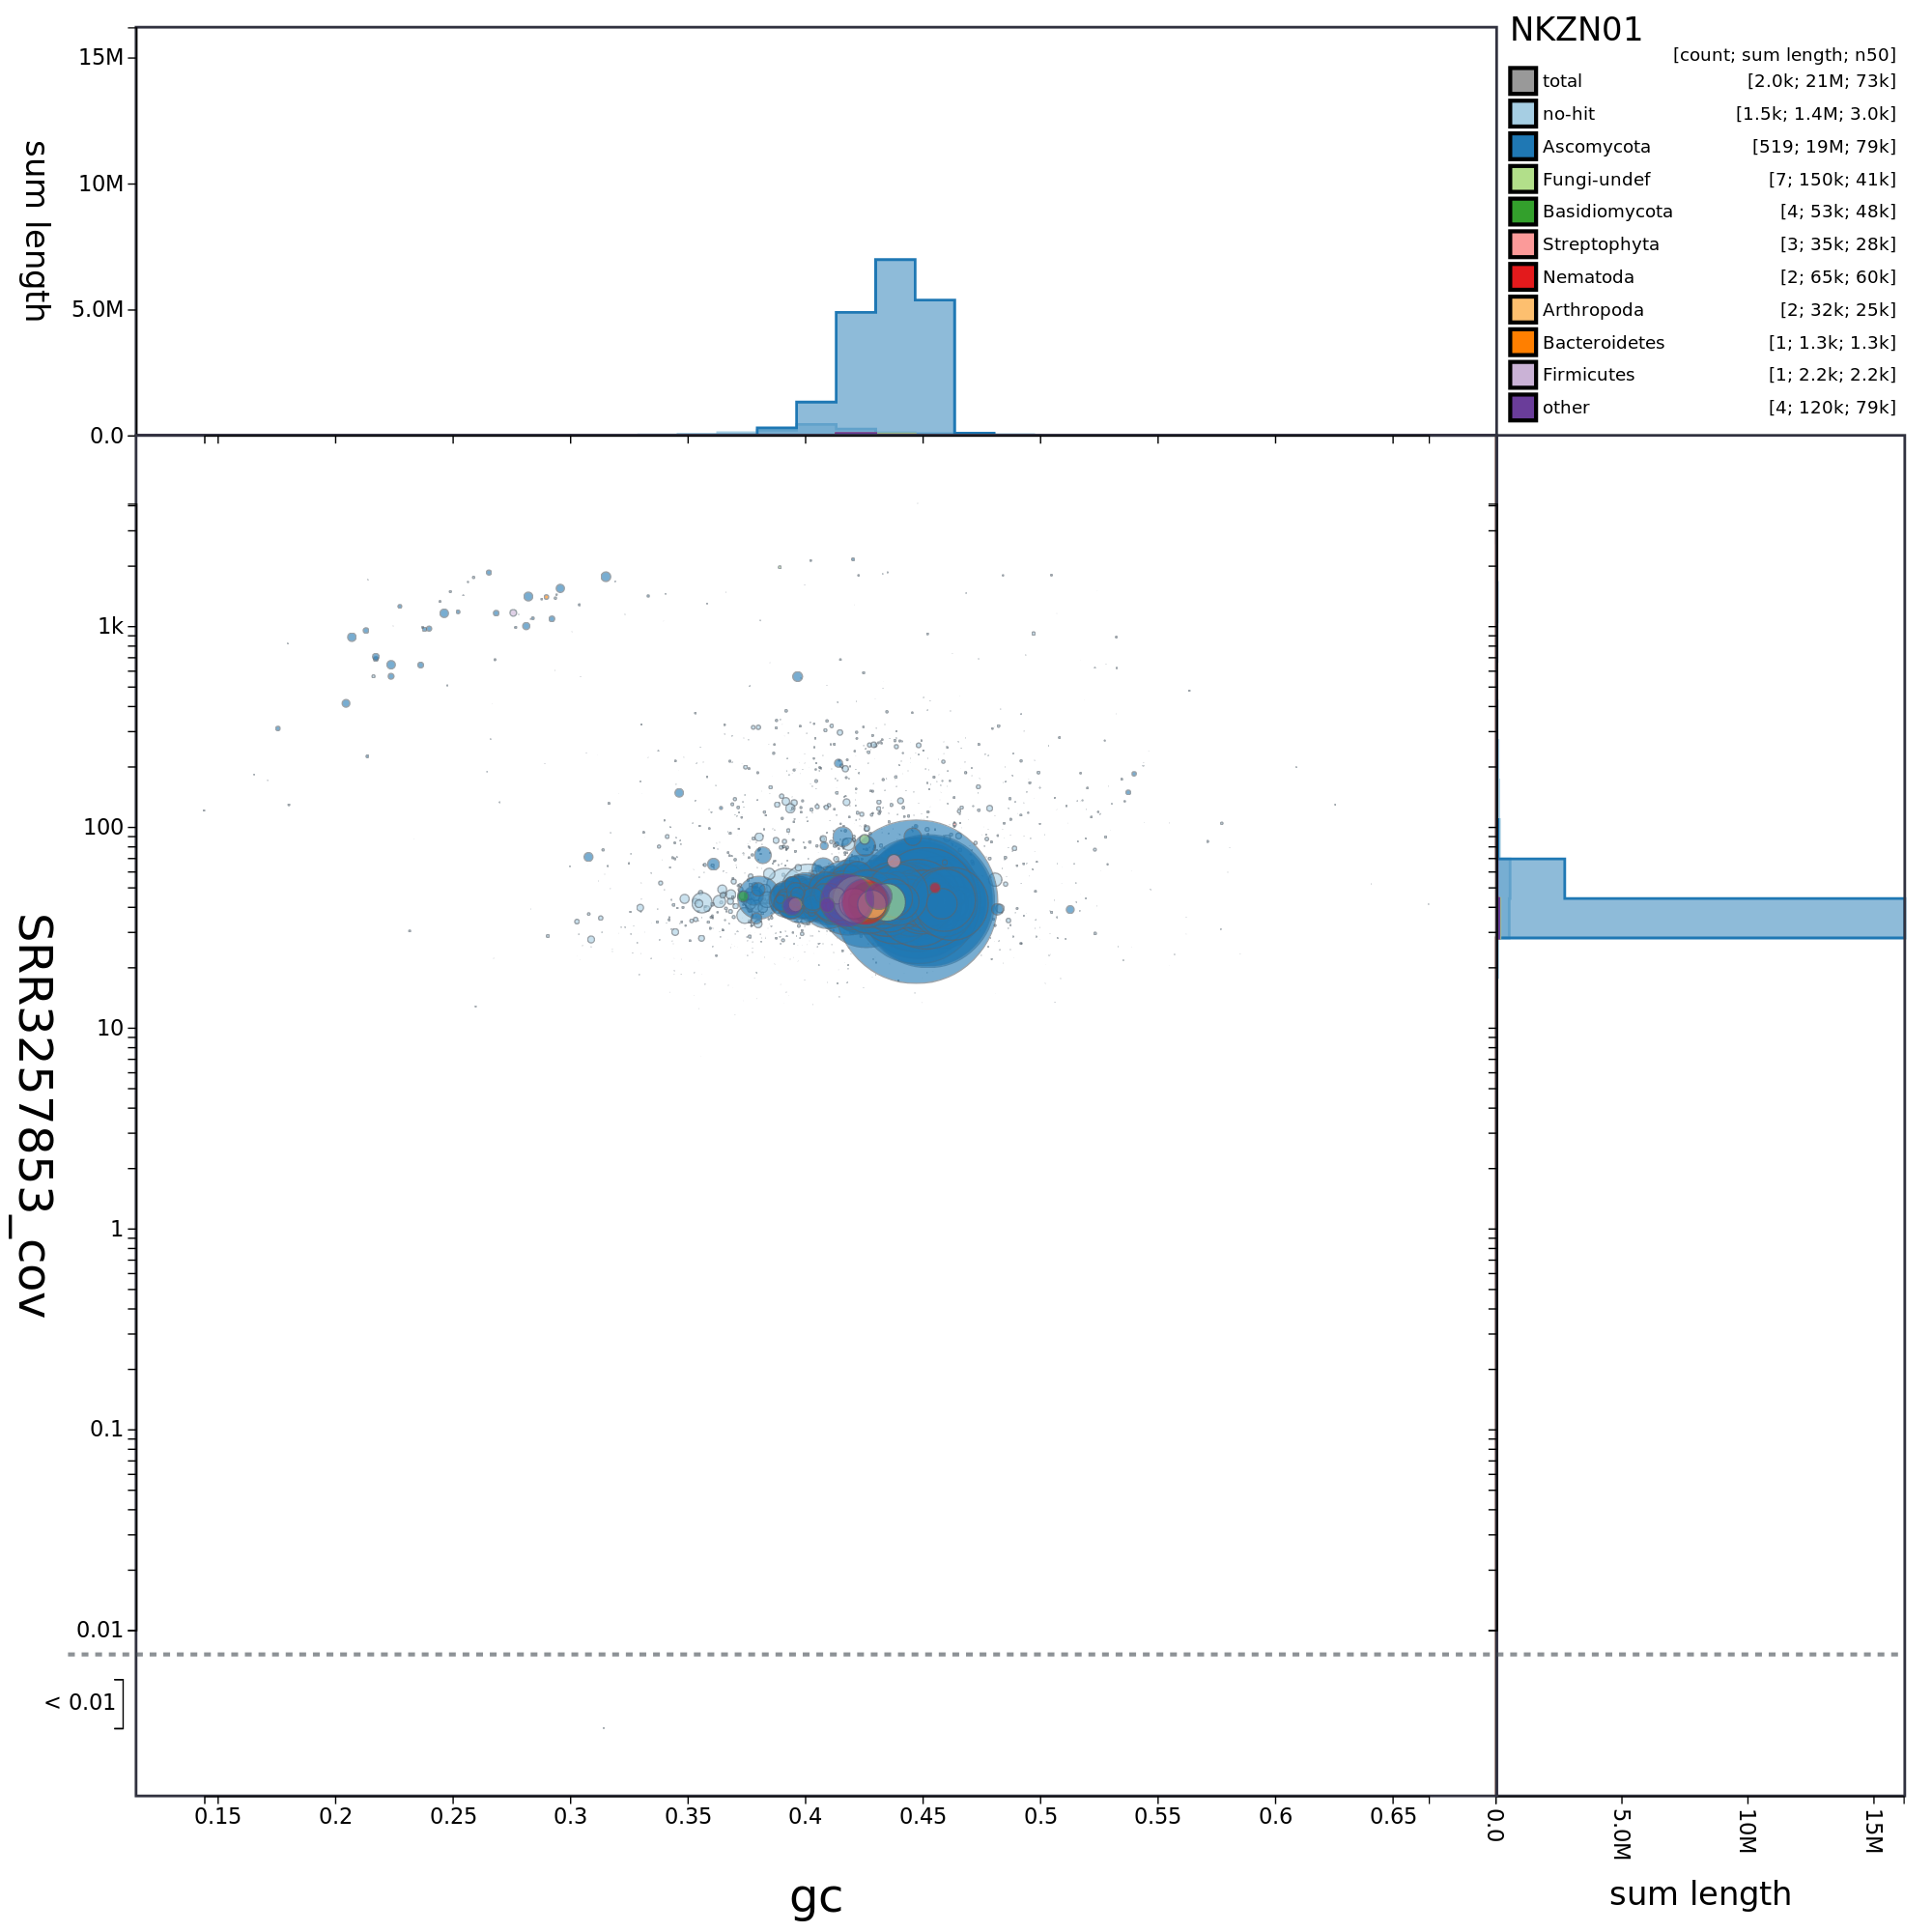 NKZN01
[count; sum length; n50]
total [2.0k; 21M; 73k]
no-hit [1.5k; 1.4M; 3.0k]
Ascomycota [519; 19M; 79k]
Fungi-undef [7; 150k; 41k]
Basidiomycota [4; 53k; 48k]
Streptophyta [3; 35k; 28k]
Nematoda [2; 65k; 60k]
Arthropoda [2; 32k; 25k]
Bacteroidetes [1; 1.3k; 1.3k]
Firmicutes [1; 2.2k; 2.2k]
other [4; 120k; 79k]
sum length
15M
10M
5.0M
0.0
SRR3257853_cov
1k
100
10
1
0.1
0.01
< 0.01
0.15 0.2 0.25 0.3 0.35 0.4 0.45 0.5 0.55 0.6 0.65
gc
0.0 5.0M 10M 15M
sum length